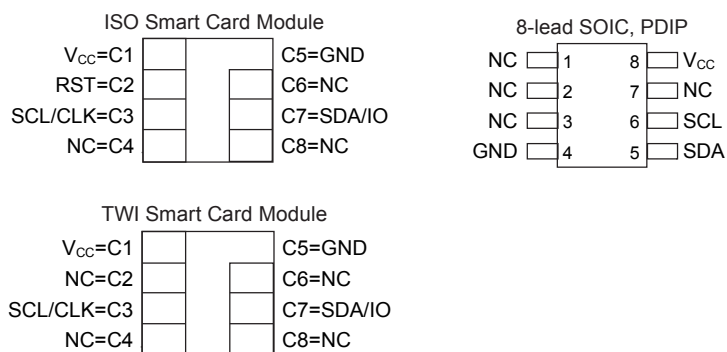 ISO Smart Card Module
VCC=C1 C5=GND
RST=C2 C6=NC
SCL/CLK=C3 C7=SDA/IO
NC=C4 C8=NC
8-lead SOIC, PDIP
NC 1 8 VCC
NC 2 7 NC
NC 3 6 SCL
GND 4 5 SDA
TWI Smart Card Module
VCC=C1 C5=GND
NC=C2 C6=NC
SCL/CLK=C3 C7=SDA/IO
NC=C4 C8=NC